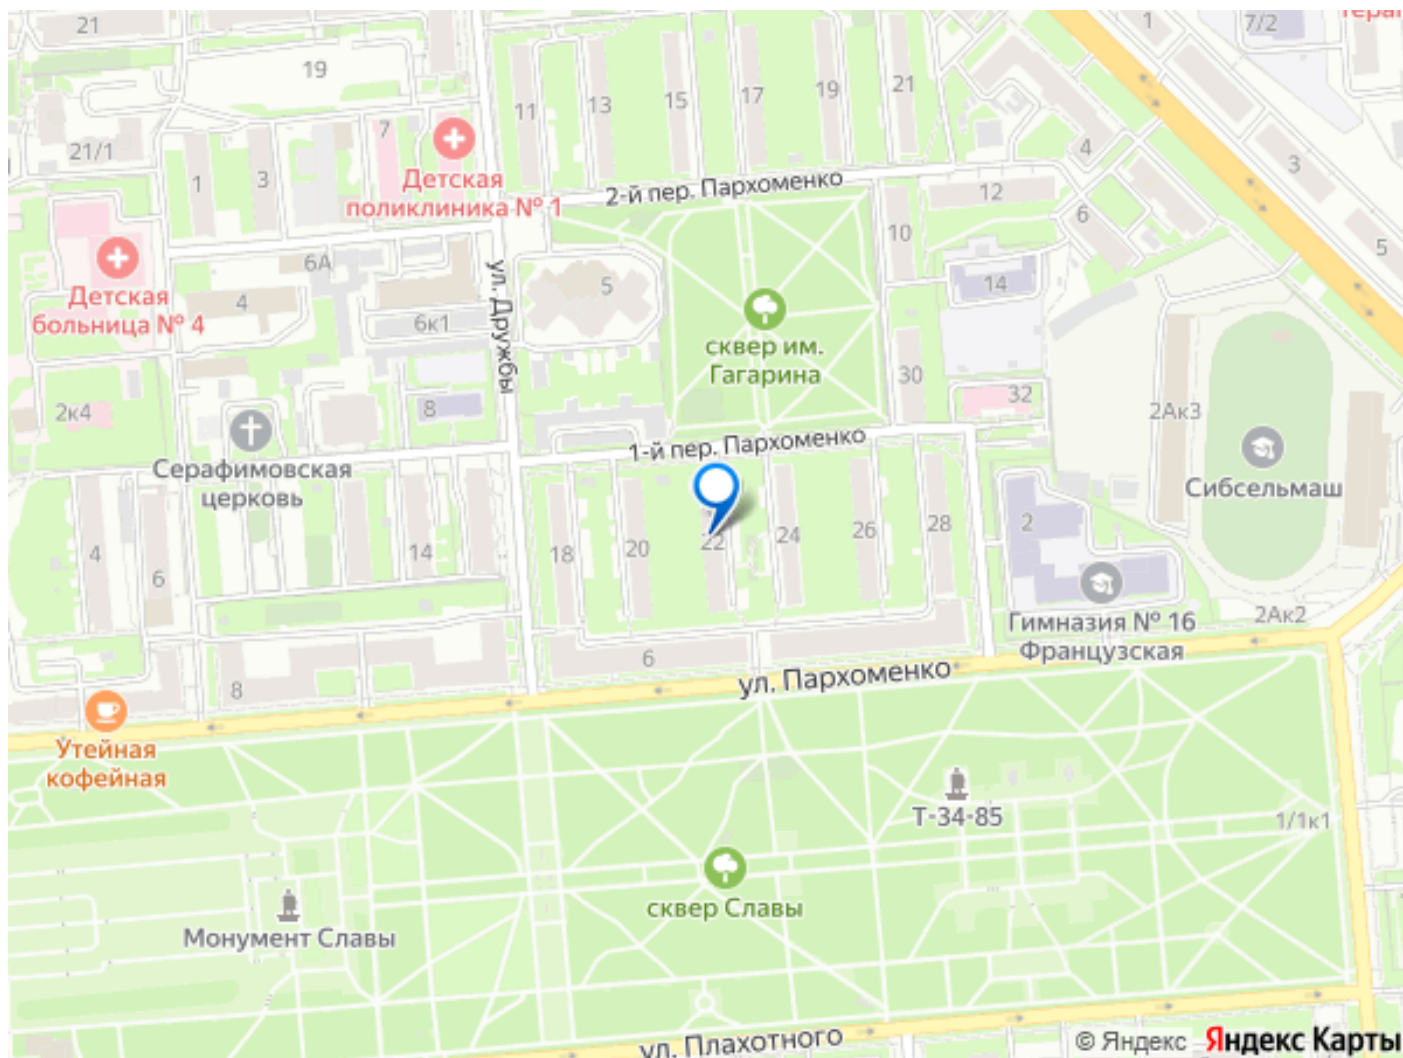 21
1
7/2
19
11
13
15
17
19
21
7
21/1
1
3
Детская
поликлиника № 1
2-й пер. Пархоменко
4
3
12
6
10
5
Детская
больница № 4
6А
4
6к1
ул. Дружбы
5
14
сквер им.
Гагарина
30
32
2к4
8
2Ак3
1-й пер. Пархоменко
Серафимовская
церковь
Сибсельмаш
4
6
14
18
20
22
24
26
28
2
Гимназия № 16
Французская
2Ак2
6
8
ул. Пархоменко
Утейная
кофейная
Т-34-85
1/1к1
сквер Славы
Монумент Славы
ул. Плахотного
© Яндекс Яндекс Карты